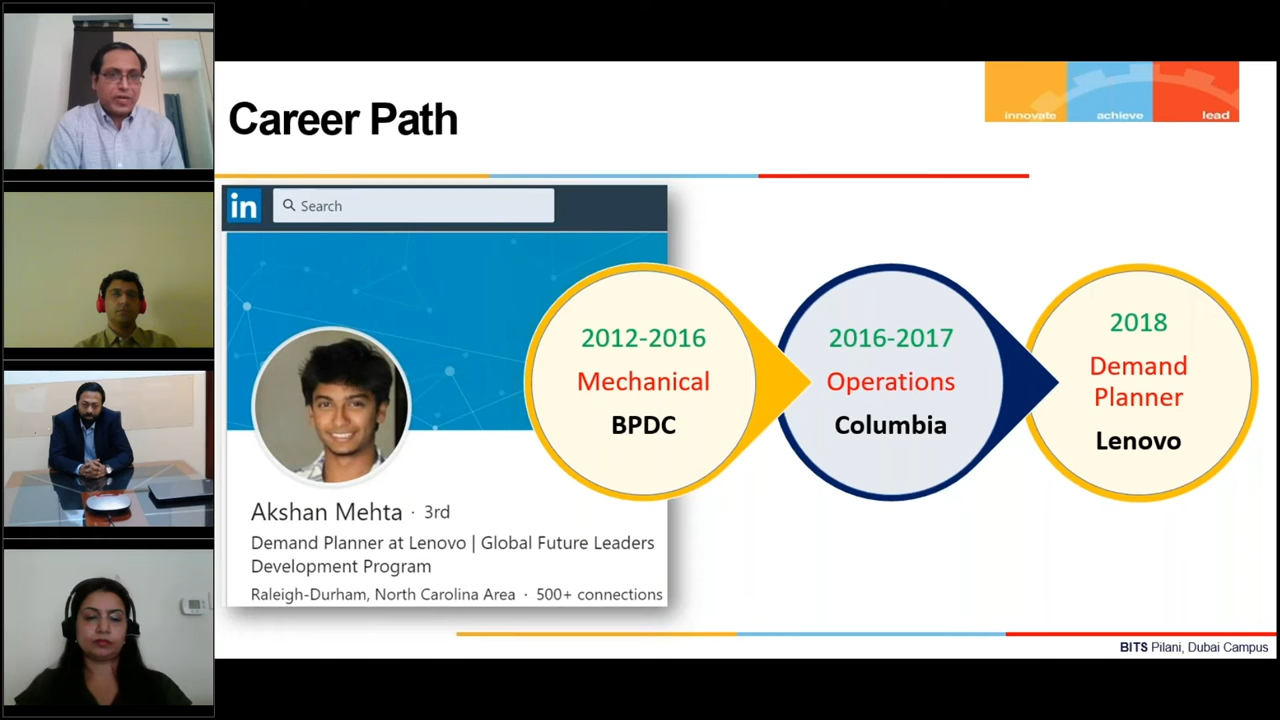 Career Path
innovate achieve lead
in Search
Akshan Mehta · 3rd
Demand Planner at Lenovo | Global Future Leaders
Development Program
Raleigh-Durham, North Carolina Area · 500+ connections
2012-2016
Mechanical
BPDC
2016-2017
Operations
Columbia
2018
Demand
Planner
Lenovo
BITS Pilani, Dubai Campus